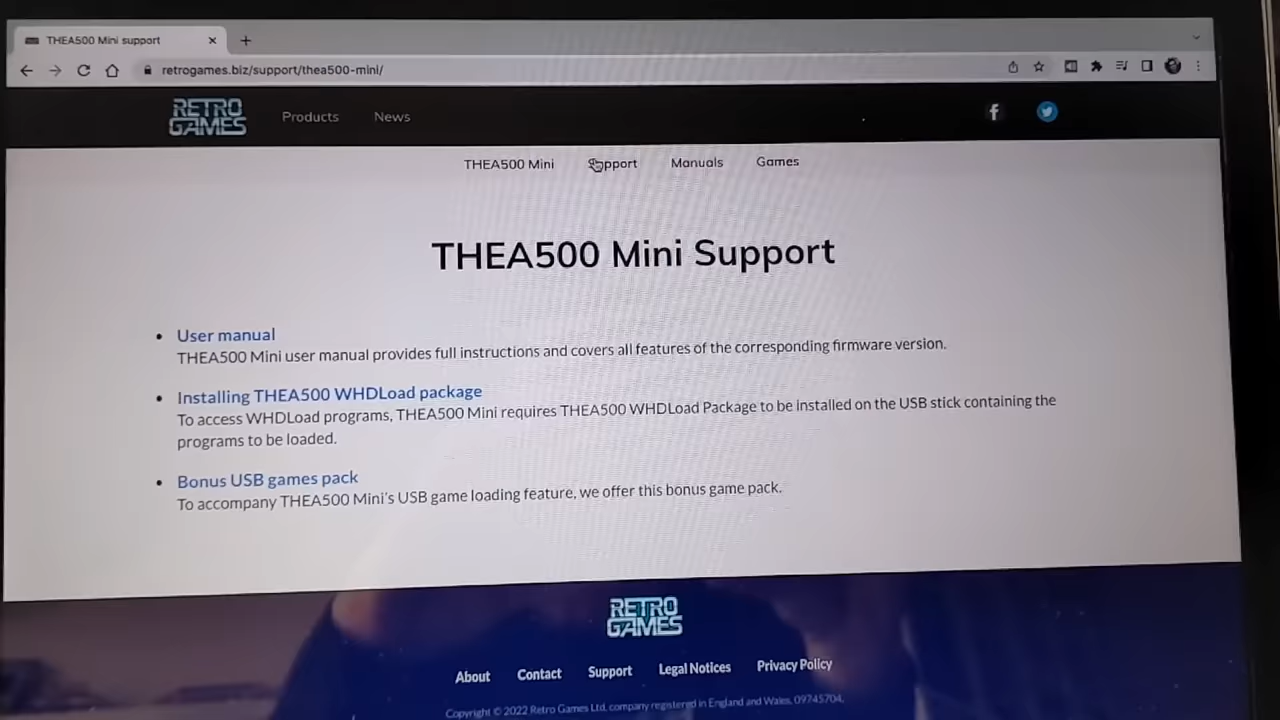 THEA500 Mini support
retrogames.biz/support/thea500-mini/
RETRO
GAMES
Products News
THEA500 Mini Support Manuals Games
THEA500 Mini Support
User manual
THEA500 Mini user manual provides full instructions and covers all features of the corresponding firmware version.
Installing THEA500 WHDLoad package
To access WHDLoad programs, THEA500 Mini requires THEA500 WHDLoad Package to be installed on the USB stick containing the
programs to be loaded.
Bonus USB games pack
To accompany THEA500 Mini's USB game loading feature, we offer this bonus game pack.
RETRO
GAMES
About Contact Support Legal Notices Privacy Policy
Copyright © 2022 Retro Games Ltd, company registered in England and Wales, 09745704.